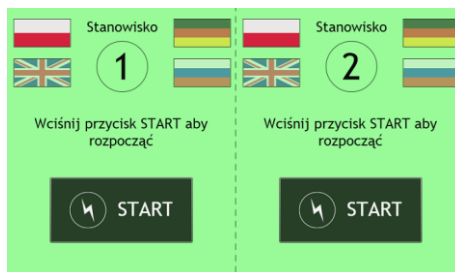 Stanowisko
1
Wciśnij przycisk START aby
rozpocząć
START
Stanowisko
2
Wciśnij przycisk START aby
rozpocząć
START